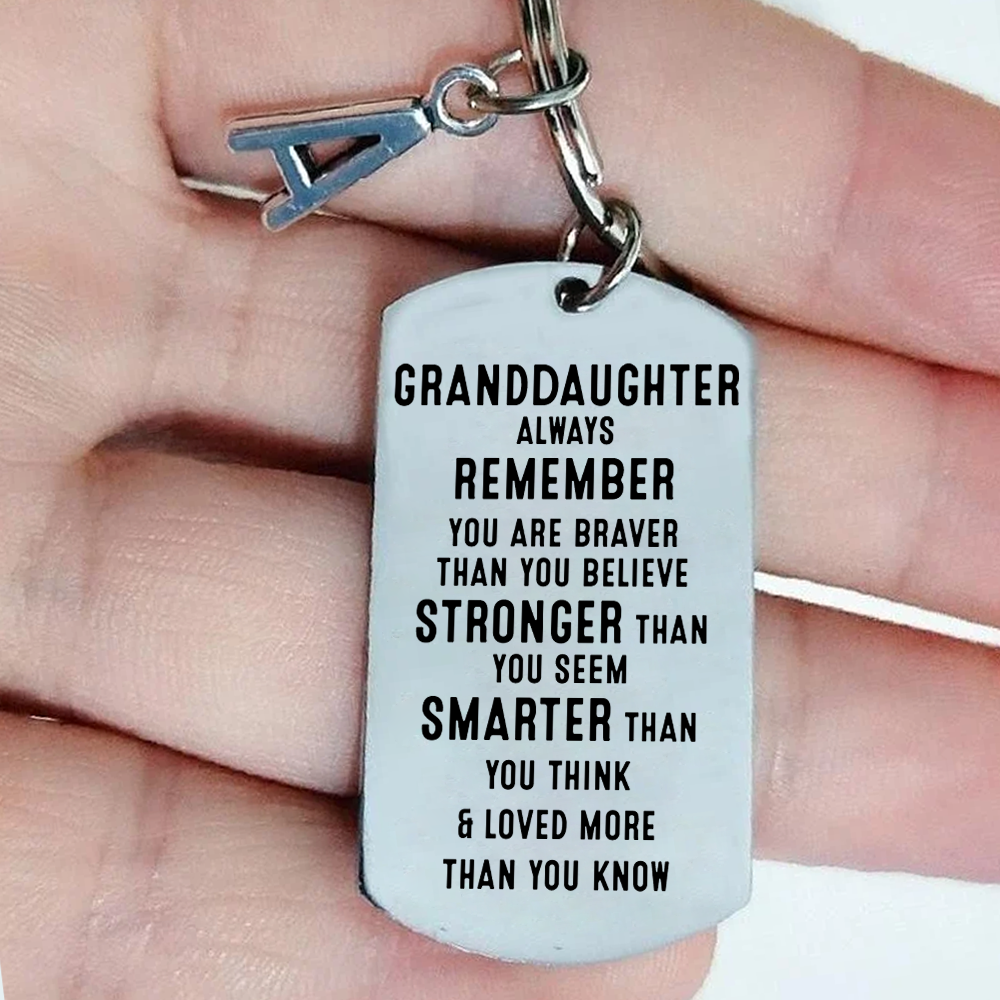 A
GRANDDAUGHTER
ALWAYS
REMEMBER
YOU ARE BRAVER
THAN YOU BELIEVE
STRONGER THAN
YOU SEEM
SMARTER THAN
YOU THINK
& LOVED MORE
THAN YOU KNOW